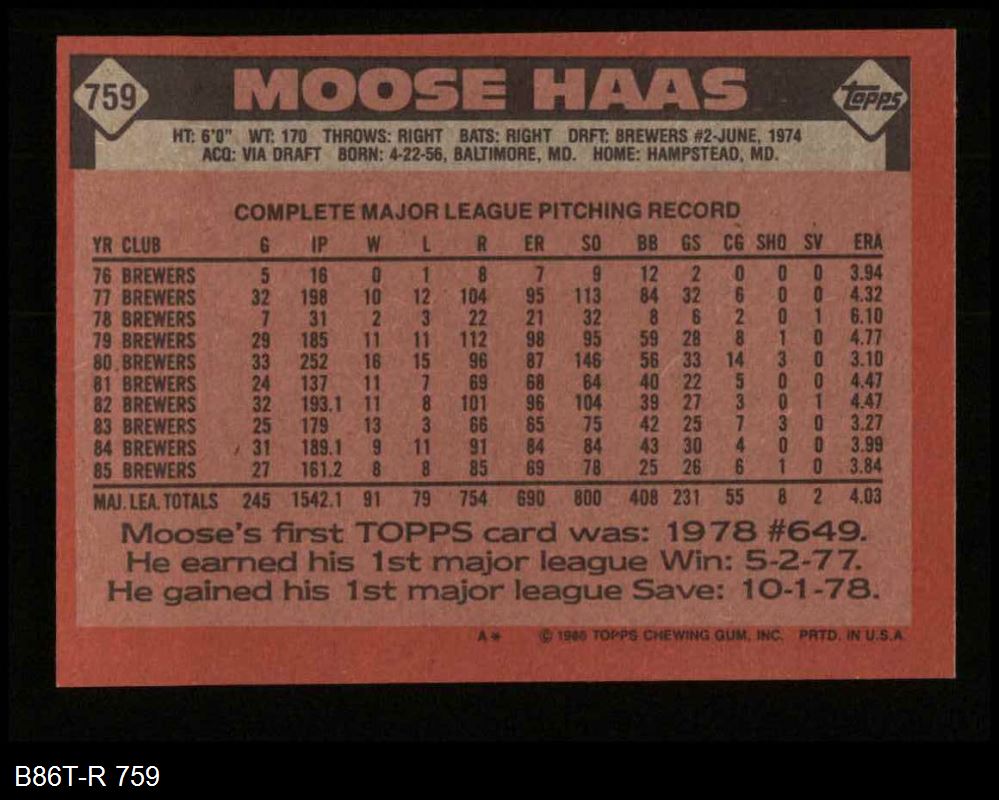 759
MOOSE HAAS
TOPPS
HT: 6'0" WT: 170 THROWS: RIGHT BATS: RIGHT DRFT: BREWERS #2-JUNE, 1974
ACQ: VIA DRAFT BORN: 4-22-56, BALTIMORE, MD. HOME: HAMPSTEAD, MD.
COMPLETE MAJOR LEAGUE PITCHING RECORD
YR CLUB G IP W L R ER SO BB GS CG SHO SV ERA
76 BREWERS 5 16 0 1 8 7 9 12 2 0 0 0 3.94
77 BREWERS 32 198 10 12 104 95 113 84 32 6 0 0 4.32
78 BREWERS 7 31 2 3 22 21 32 8 6 2 0 1 6.10
79 BREWERS 29 185 11 11 112 98 95 59 28 8 1 0 4.77
80 BREWERS 33 252 16 15 96 87 146 56 33 14 3 0 3.10
81 BREWERS 24 137 11 7 69 68 64 40 22 5 0 0 4.47
82 BREWERS 32 193.1 11 8 101 96 104 39 27 3 0 1 4.47
83 BREWERS 25 179 13 3 66 65 75 42 25 7 3 0 3.27
84 BREWERS 31 189.1 9 11 91 84 84 43 30 4 0 0 3.99
85 BREWERS 27 161.2 8 8 85 69 78 25 26 6 1 0 3.84
MAJ. LEA. TOTALS 245 1542.1 91 79 754 690 800 408 231 55 8 2 4.03
Moose's first TOPPS card was: 1978 #649.
He earned his 1st major league Win: 5-2-77.
He gained his 1st major league Save: 10-1-78.
A* © 1986 TOPPS CHEWING GUM, INC. PRTD. IN U.S.A.
B86T-R 759